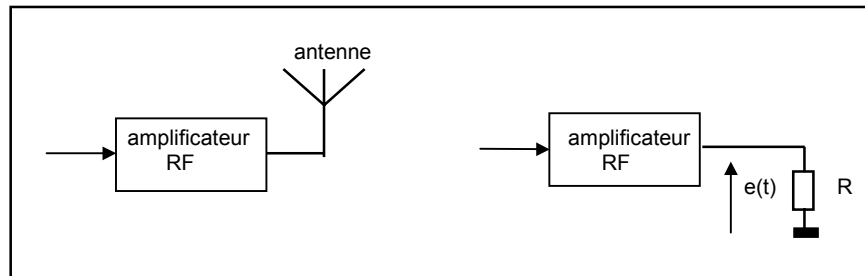 antenne
amplificateur
RF
amplificateur
RF
e(t)
R